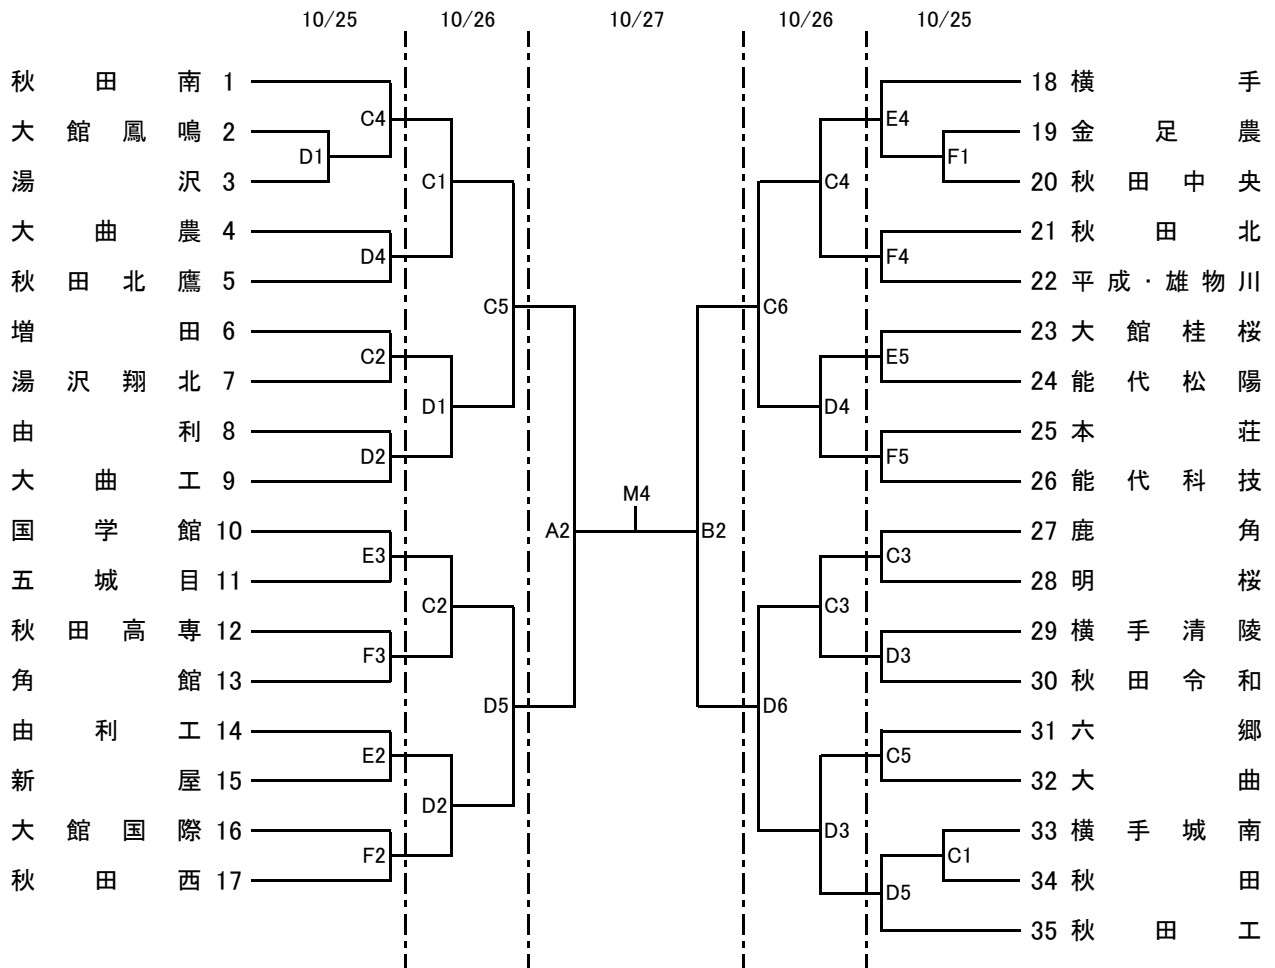 10/25 10/26 10/27 10/26 10/25
秋田南 1
大館鳳鳴 2
湯沢 3
大曲農 4
秋田北鷹 5
増田 6
湯沢翔北 7
由利 8
大曲工 9
国学館 10
五城目 11
秋田高専 12
角館 13
由利工 14
新屋 15
大館国際 16
秋田西 17
C4
D1
C1
D4
C5
C2
D1
D2
E3
C2
F3
D5
E2
D2
F2
A2
M4
B2
E4
F1
C4
F4
C6
E5
D4
F5
C3
C3
D3
D6
C5
D3
C1
D5
18 横手
19 金足農
20 秋田中央
21 秋田北
22 平成・雄物川
23 大館桂桜
24 能代松陽
25 本荘
26 能代科技
27 鹿角
28 明桜
29 横手清陵
30 秋田令和
31 六郷
32 大曲
33 横手城南
34 秋田
35 秋田工